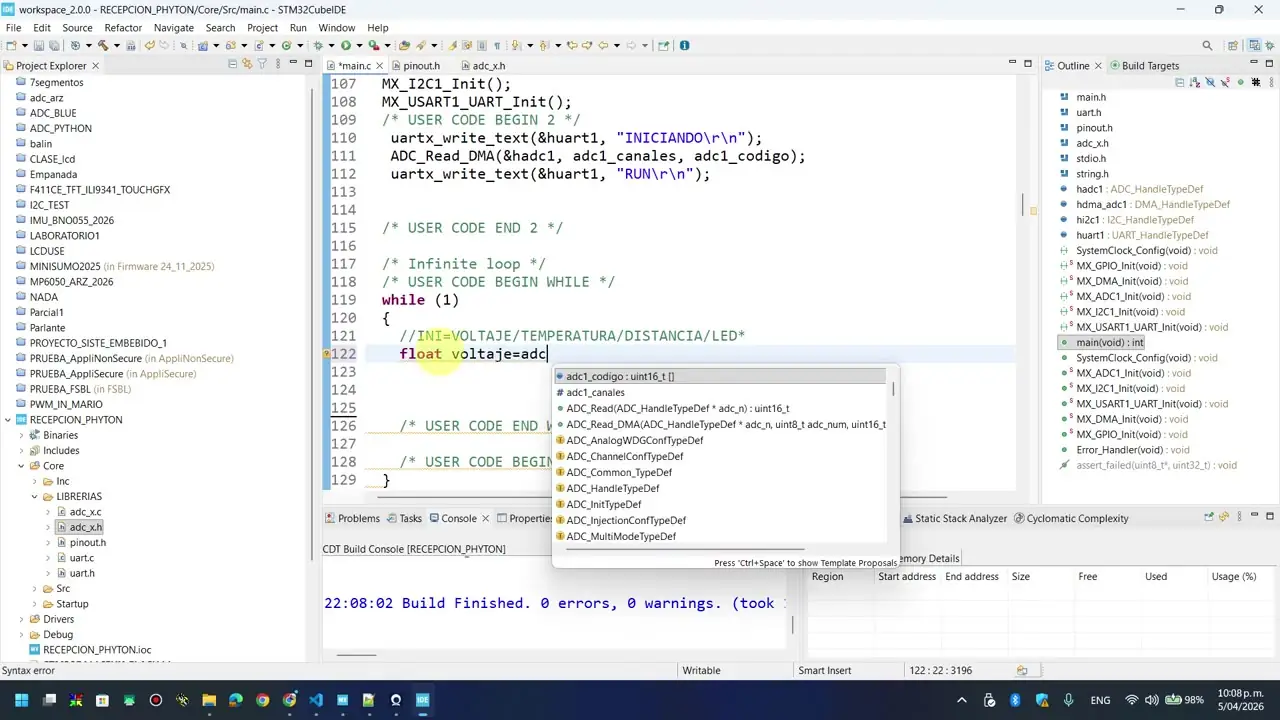 workspace_2.0.0 - RECEPCION_PHYTON/Core/Src/main.c - STM32CubeIDE
File Edit Source Refactor Navigate Search Project Run Window Help
Project Explorer
7segmentos
adc_arz
ADC_BLUE
ADC_PYTHON
balin
CLASE_lcd
Empanada
F411CE_TFT_ILI9341_TOUCHGFX
I2C_TEST
IMU_BNO055_2026
LABORATORIO1
LCDUSE
MINISUMO2025 (in Firmware 24_11_2025)
MP6050_ARZ_2026
NADA
Parcial1
Parlante
PROYECTO_SISTE_EMBEBIDO_1
PRUEBA_AppliNonSecure (in AppliNonSecure)
PRUEBA_AppliSecure (in AppliSecure)
PRUEBA_FSBL (in FSBL)
PWM_IN_MARIO
RECEPCION_PHYTON
Binaries
Includes
Core
Inc
LIBRERIAS
adc_x.c
adc_x.h
pinout.h
uart.c
uart.h
Src
Startup
Drivers
Debug
RECEPCION_PHYTON.ioc
*main.c pinout.h adc_x.h
107 MX_I2C1_Init();
108 MX_USART1_UART_Init();
109 /* USER CODE BEGIN 2 */
110 uartx_write_text(&huart1, "INICIANDO\r\n");
111 ADC_Read_DMA(&hadc1, adc1_canales, adc1_codigo);
112 uartx_write_text(&huart1, "RUN\r\n");
113
114
115 /* USER CODE END 2 */
116
117 /* Infinite loop */
118 /* USER CODE BEGIN WHILE */
119 while (1)
120 {
121 //INI=VOLTAJE/TEMPERATURA/DISTANCIA/LED*
122 float voltaje=adc
123
124
125
126 /* USER CODE END W
127
128 /* USER CODE BEGIN
129 }
adc1_codigo : uint16_t []
adc1_canales
ADC_Read(ADC_HandleTypeDef * adc_n) : uint16_t
ADC_Read_DMA(ADC_HandleTypeDef * adc_n, uint8_t adc_num, uint16_t
ADC_AnalogWDGConfTypeDef
ADC_ChannelConfTypeDef
ADC_Common_TypeDef
ADC_HandleTypeDef
ADC_InitTypeDef
ADC_InjectionConfTypeDef
ADC_MultiModeTypeDef
Press 'Ctrl+Space' to show Template Proposals
Outline Build Targets
main.h
uart.h
pinout.h
adc_x.h
stdio.h
string.h
hadc1 : ADC_HandleTypeDef
hdma_adc1 : DMA_HandleTypeDef
hi2c1 : I2C_HandleTypeDef
huart1 : UART_HandleTypeDef
SystemClock_Config(void) : void
MX_GPIO_Init(void) : void
MX_DMA_Init(void) : void
MX_ADC1_Init(void) : void
MX_I2C1_Init(void) : void
MX_USART1_UART_Init(void) : void
main(void) : int
SystemClock_Config(void) : void
MX_ADC1_Init(void) : void
MX_I2C1_Init(void) : void
MX_USART1_UART_Init(void) : void
MX_DMA_Init(void) : void
MX_GPIO_Init(void) : void
Error_Handler(void) : void
assert_failed(uint8_t*, uint32_t) : void
Problems Tasks Console Properties
CDT Build Console [RECEPCION_PHYTON]
22:08:02 Build Finished. 0 errors, 0 warnings. (took
Static Stack Analyzer Cyclomatic Complexity
emory Details
Region Start address End address Size Free Used Usage (%)
Syntax error Writable Smart Insert 122 : 22 : 3196
ENG 98% 10:08 p.m.
5/04/2026